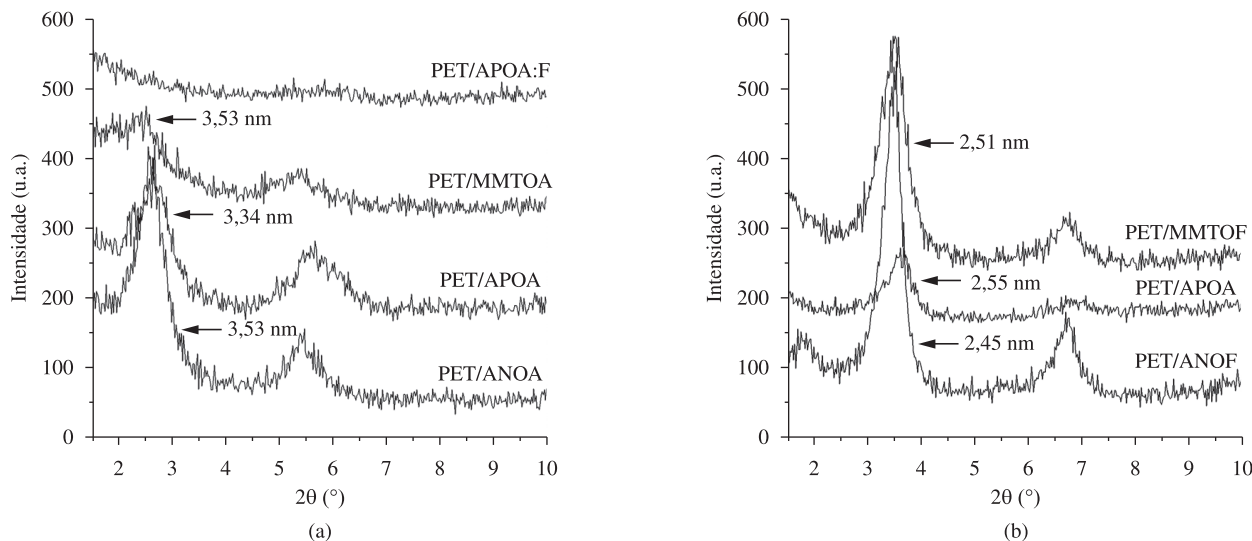 600
500
400
300
200
100
0
Intensidade (u.a.)
PET/APOA:F
3,53 nm
PET/MMTOA
3,34 nm
PET/APOA
3,53 nm
PET/ANOA
2 3 4 5 6 7 8 9 10
2θ (°)
(a)
600
500
400
300
200
100
0
Intensidade (u.a.)
2,51 nm
PET/MMTOF
2,55 nm
PET/APOA
2,45 nm
PET/ANOF
2 3 4 5 6 7 8 9 10
2θ (°)
(b)